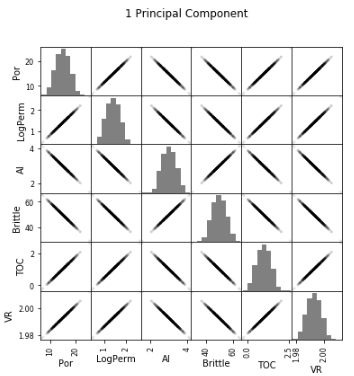 1 Principal Component
Por
20
10
LogPerm
2
1
AI
4
2
Brittle
60
40
TOC
2
0
VR
2.00
1.98
10
20
1
2
2
4
40
60
0.0
2.5
1.98
2.00
Por
LogPerm
AI
Brittle
TOC
VR